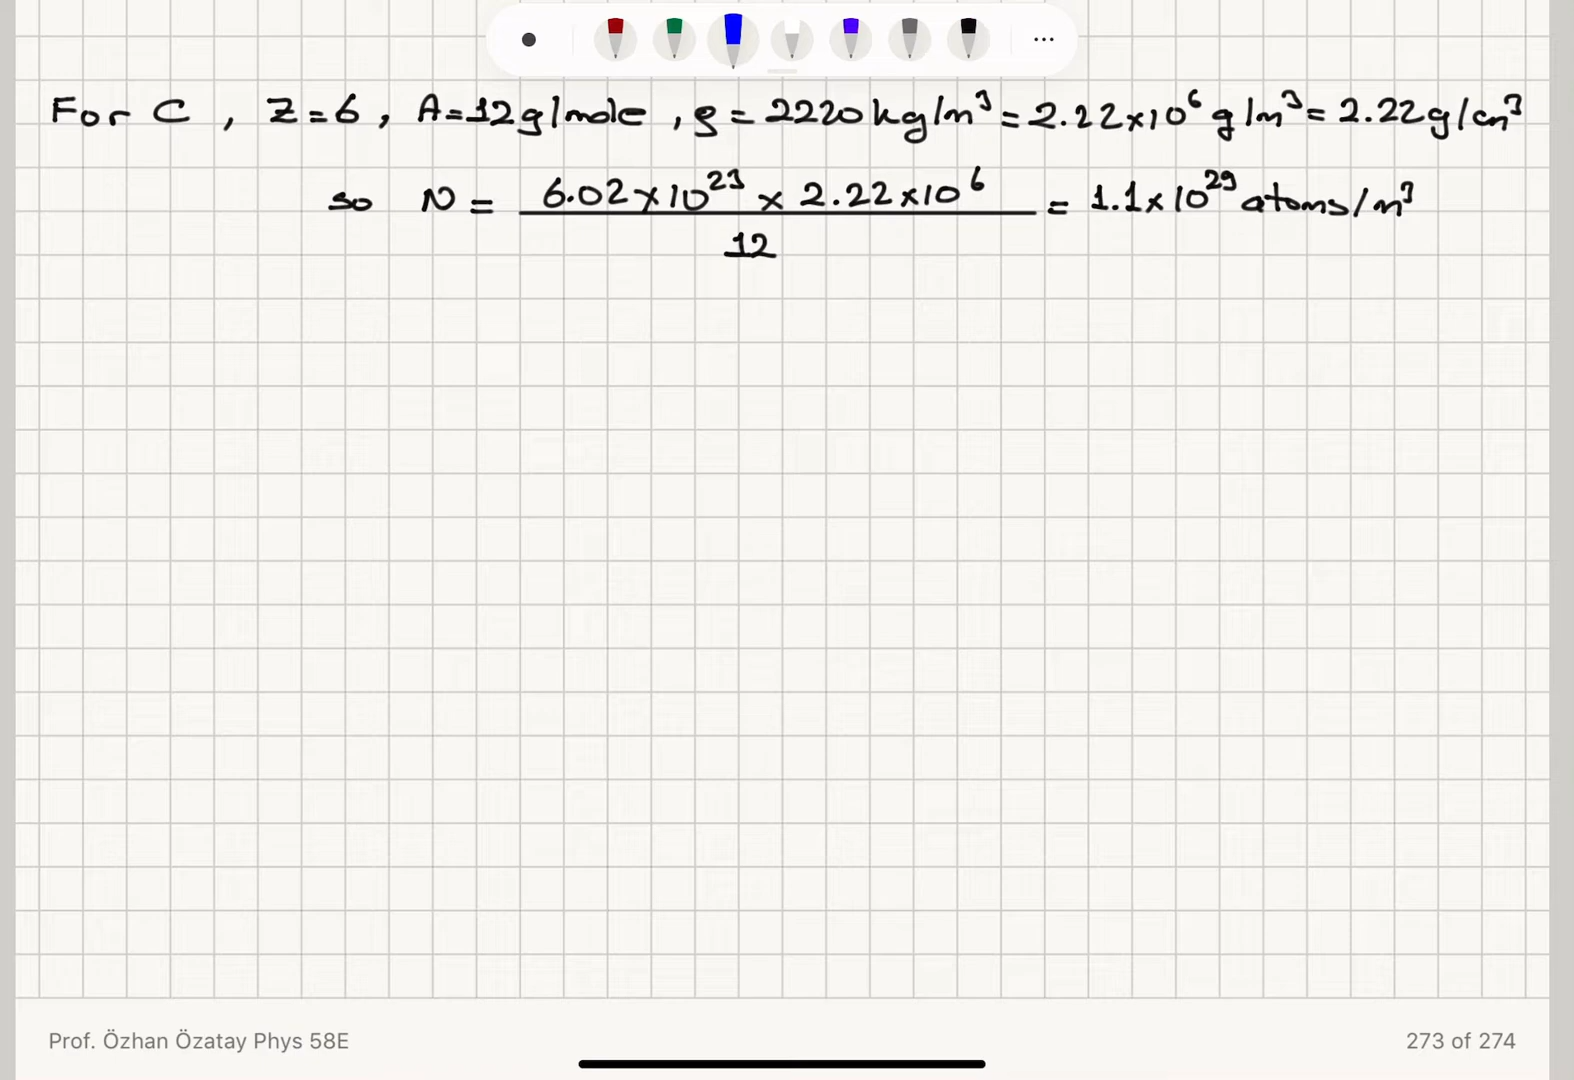 For C , Z = 6 , A = 12 g/mole , ρ = 2220 kg/m³ = 2.22×10⁶ g/m³ = 2.22 g/cm³
so N = 6.02×10²³ × 2.22×10⁶ / 12 = 1.1×10²⁹ atoms/m³
Prof. Özhan Özatay Phys 58E
273 of 274